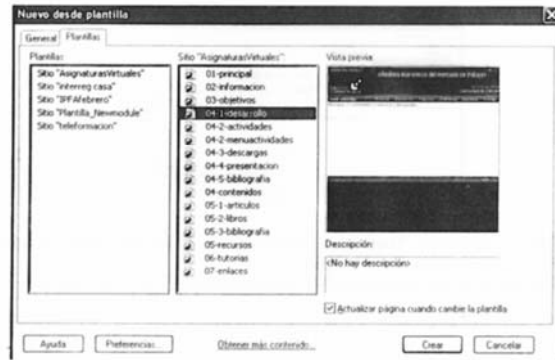 Nuevo desde plantilla
General Plantillas
Plantillas:
Sitio "AsignaturasVirtuales"
Sitio "interreg casa"
Sitio "IPFAfebrero"
Sitio "Plantilla_Newmodule"
Sitio "teleformacion"
Sitio "AsignaturasVirtuales":
01-principal
02-informacion
03-objetivos
04-1-desarrollo
04-2-actividades
04-2-menuactividades
04-3-descargas
04-4-presentacion
04-5-bibliografia
04-contenidos
05-1-articulos
05-2-libros
05-3-bibliografia
05-recursos
06-tutorias
07-enlaces
Vista previa:
Descripción:
<No hay descripción>
Actualizar página cuando cambie la plantilla
Ayuda Preferencias... Obtener más contenido... Crear Cancelar